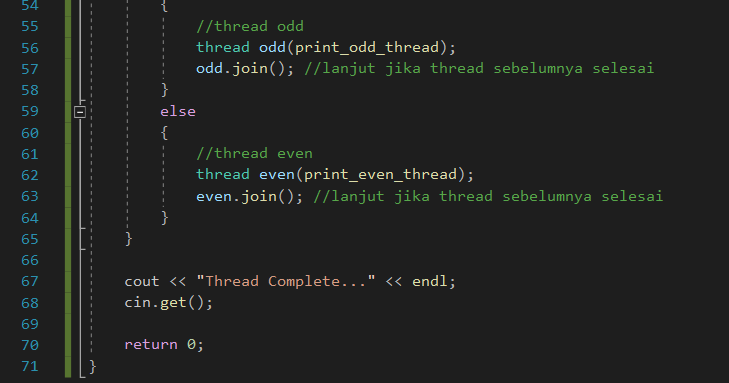 54 {
55 //thread odd
56 thread odd(print_odd_thread);
57 odd.join(); //lanjut jika thread sebelumnya selesai
58 }
59 else
60 {
61 //thread even
62 thread even(print_even_thread);
63 even.join(); //lanjut jika thread sebelumnya selesai
64 }
65 }
66
67 cout << "Thread Complete..." << endl;
68 cin.get();
69
70 return 0;
71 }